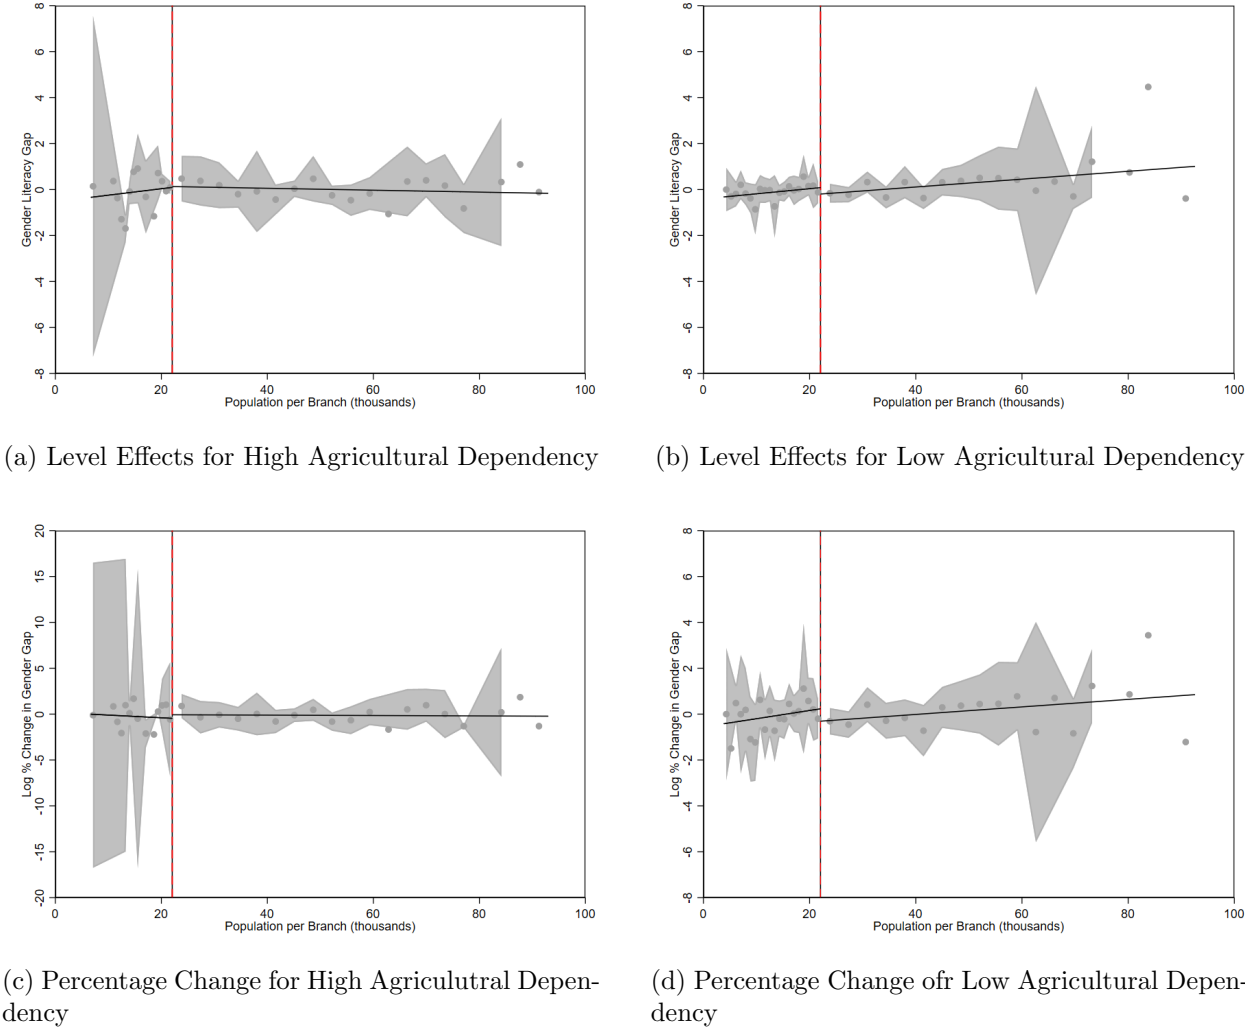 8
6
4
2
0
-2
-4
-6
-8
Gender Literacy Gap
0 20 40 60 80 100
Population per Branch (thousands)
(a) Level Effects for High Agricultural Dependency
8
6
4
2
0
-2
-4
-6
-8
Gender Literacy Gap
0 20 40 60 80 100
Population per Branch (thousands)
(b) Level Effects for Low Agricultural Dependency
20
15
10
5
0
-5
-10
-15
-20
Log % Change in Gender Gap
0 20 40 60 80 100
Population per Branch (thousands)
(c) Percentage Change for High Agriculutral Depen-
dency
8
6
4
2
0
-2
-4
-6
-8
Log % Change in Gender Gap
0 20 40 60 80 100
Population per Branch (thousands)
(d) Percentage Change ofr Low Agricultural Depen-
dency